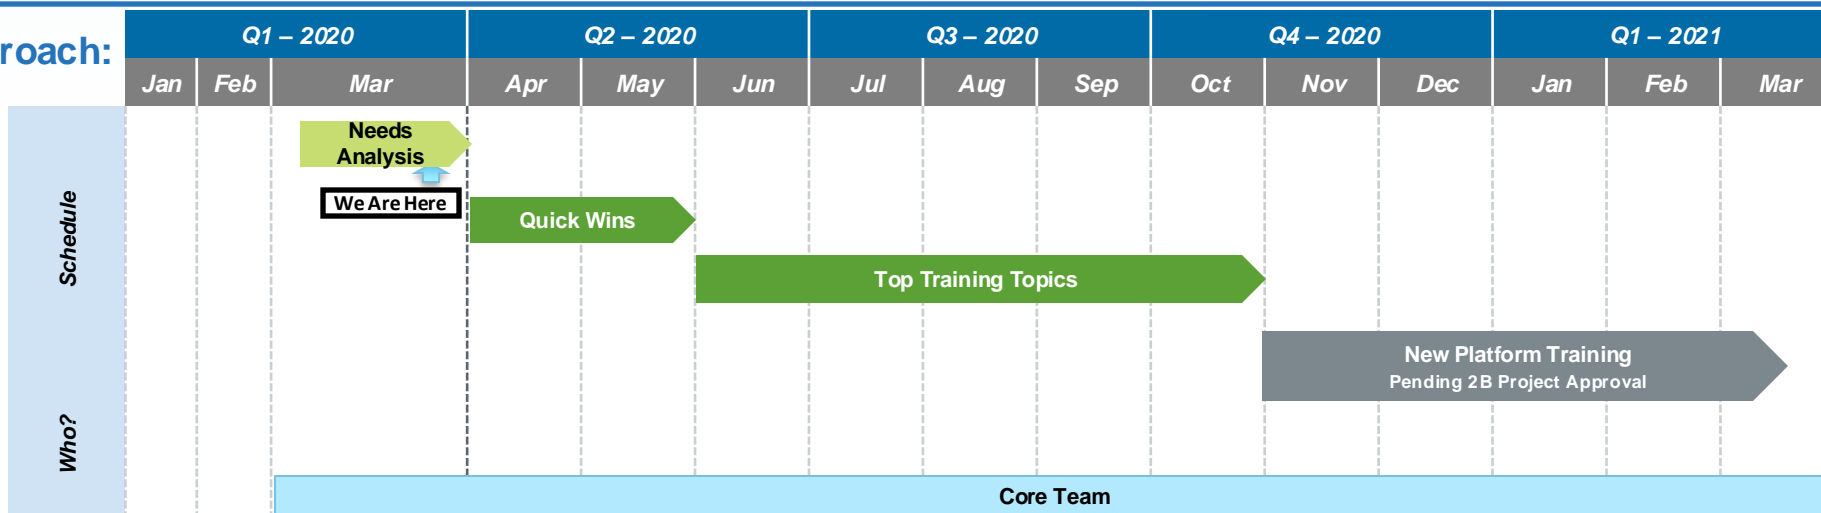 roach:
Q1 – 2020 Q2 – 2020 Q3 – 2020 Q4 – 2020 Q1 – 2021
Jan Feb Mar Apr May Jun Jul Aug Sep Oct Nov Dec Jan Feb Mar
Schedule
Needs
Analysis
We Are Here
Quick Wins
Top Training Topics
New Platform Training
Pending 2B Project Approval
Who?
Core Team